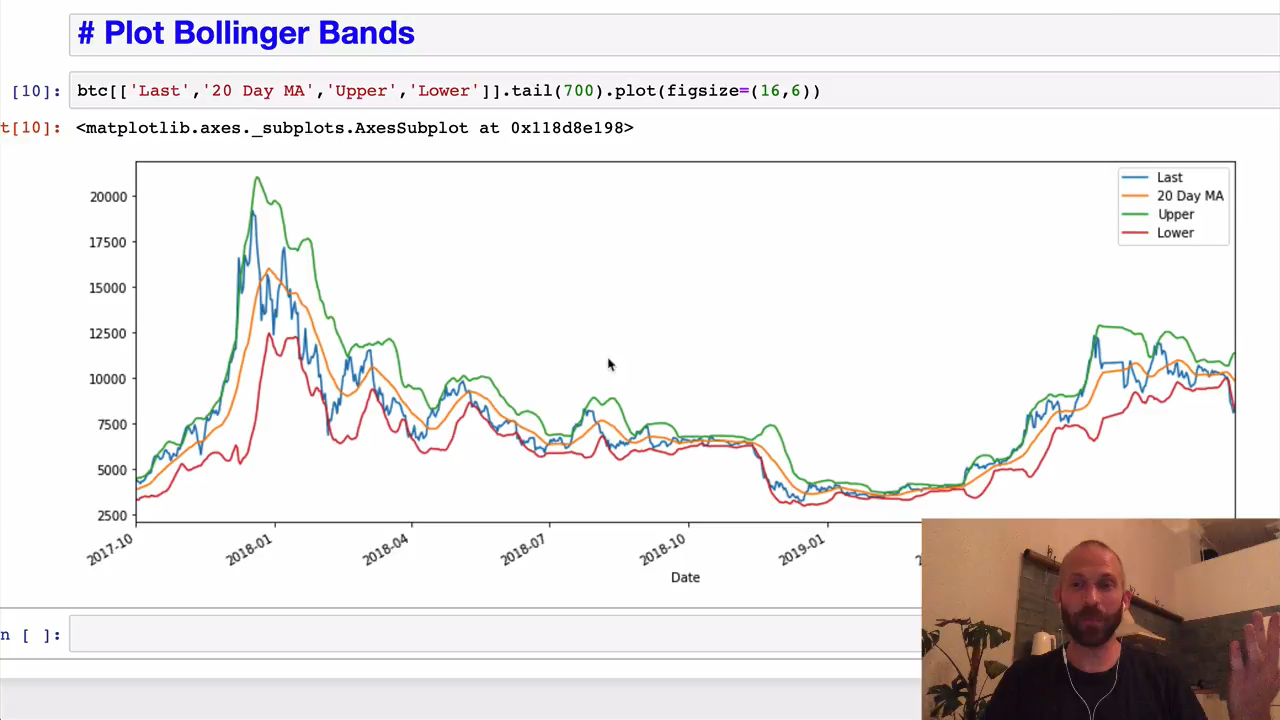 # Plot Bollinger Bands
[10]: btc[['Last','20 Day MA','Upper','Lower']].tail(700).plot(figsize=(16,6))
t[10]: <matplotlib.axes._subplots.AxesSubplot at 0x118d8e198>
Last
20 Day MA
Upper
Lower
20000
17500
15000
12500
10000
7500
5000
2500
2017-10
2018-01
2018-04
2018-07
2018-10
2019-01
Date
n [ ]: